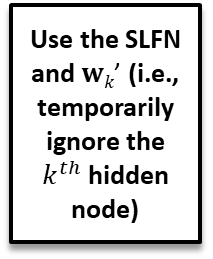 Use the SLFN
and 𝐰ₖ’ (i.e.,
temporarily
ignore the
𝑘ᵗʰ hidden
node)